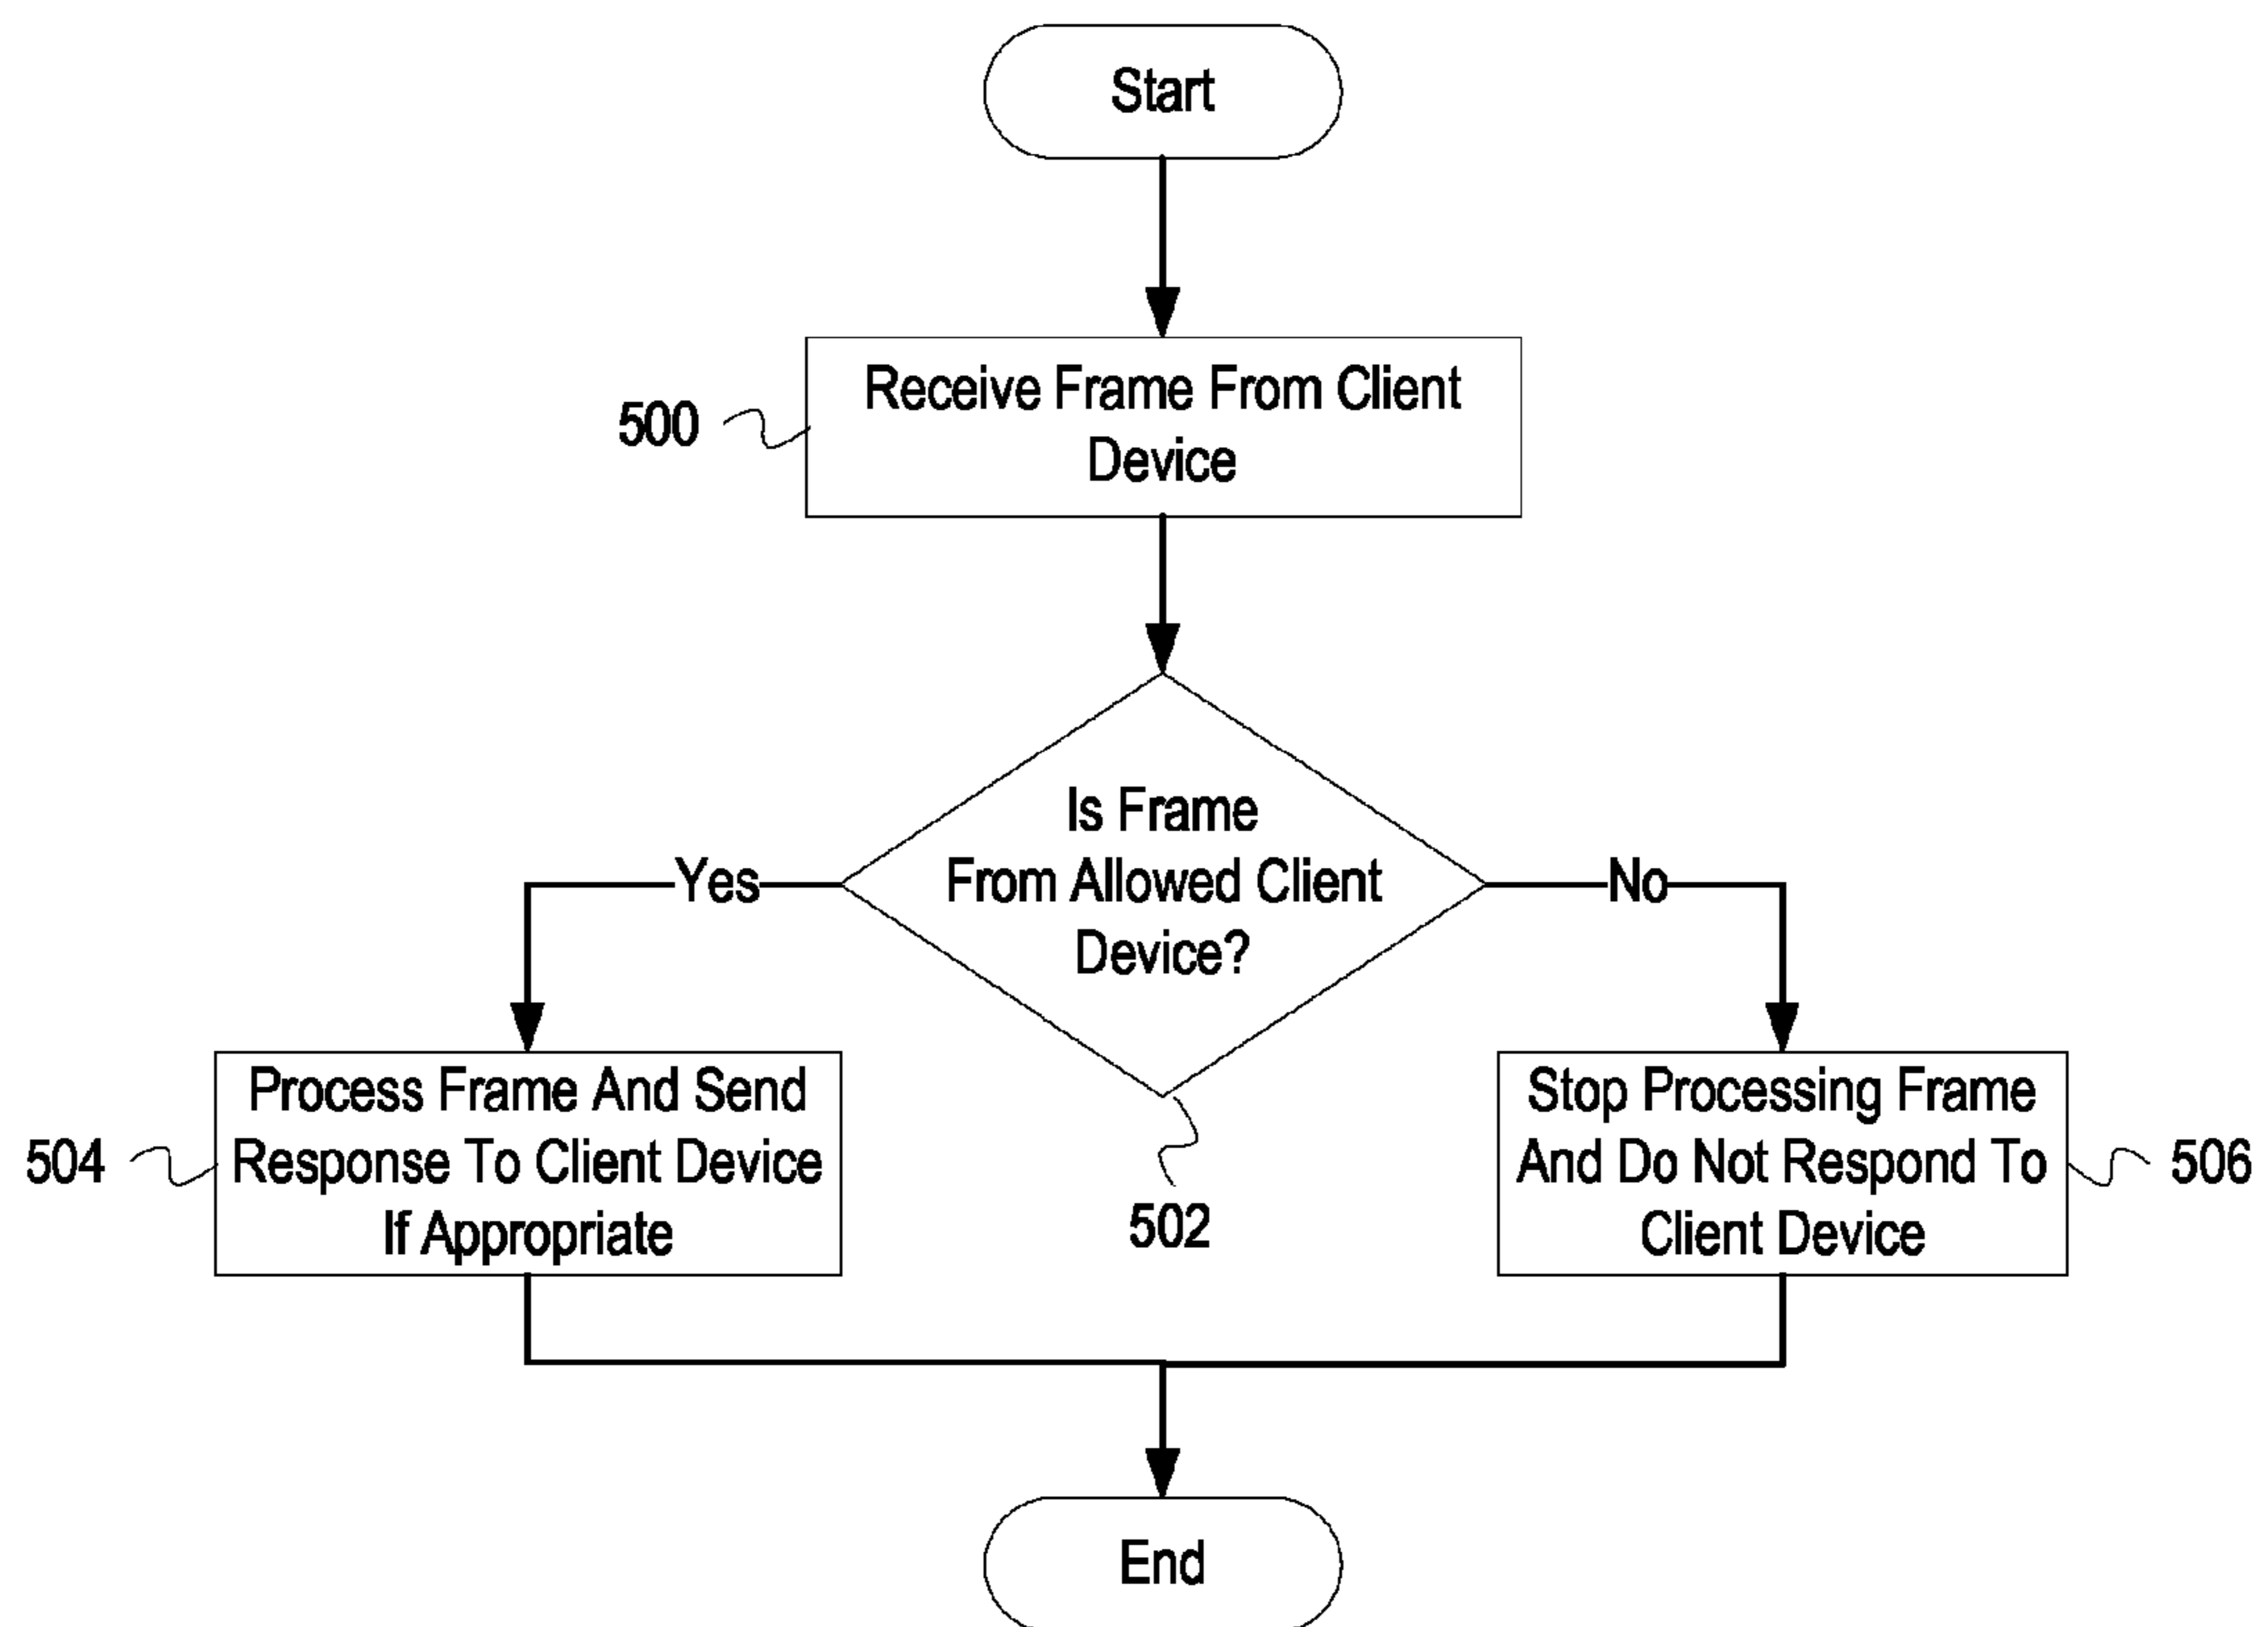 Start
500
Receive Frame From Client
Device
Is Frame
From Allowed Client
Device?
Yes
No
504
Process Frame And Send
Response To Client Device
If Appropriate
502
Stop Processing Frame
And Do Not Respond To
Client Device
506
End